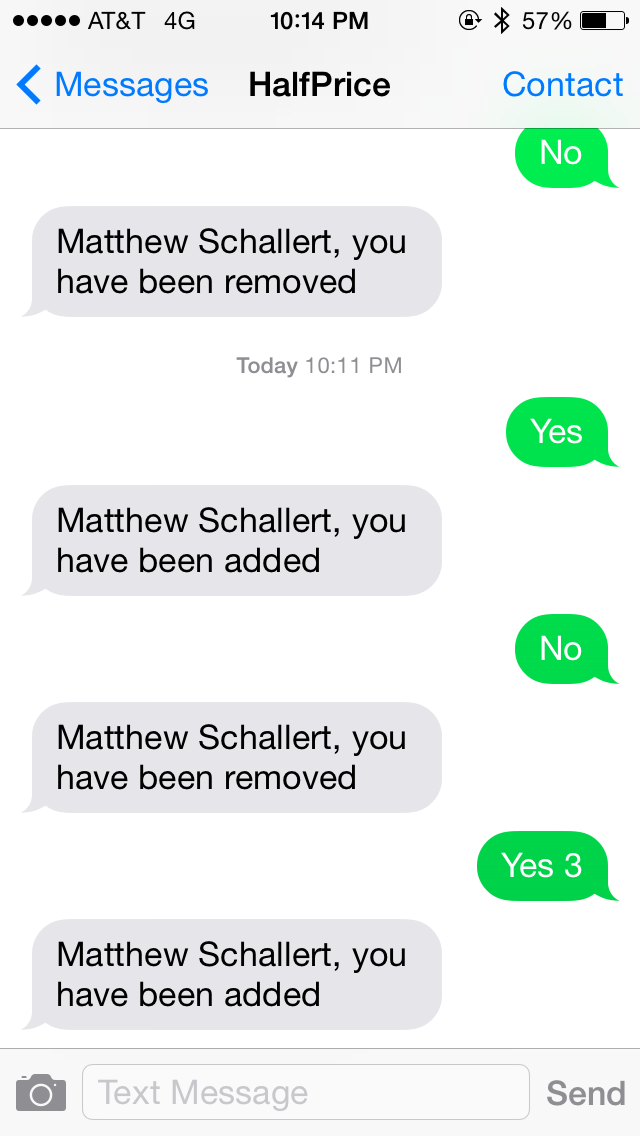 AT&T 4G 10:14 PM 57%
Messages HalfPrice Contact
No
Matthew Schallert, you
have been removed
Today 10:11 PM
Yes
Matthew Schallert, you
have been added
No
Matthew Schallert, you
have been removed
Yes 3
Matthew Schallert, you
have been added
Text Message Send